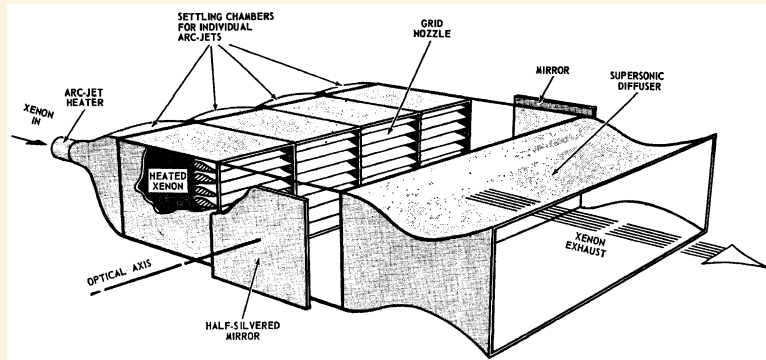 SETTLING CHAMBERS
FOR INDIVIDUAL
ARC-JETS
GRID
NOZZLE
MIRROR
SUPERSONIC
DIFFUSER
ARC-JET
HEATER
XENON
IN
HEATED
XENON
XENON
EXHAUST
OPTICAL AXIS
HALF-SILVERED
MIRROR